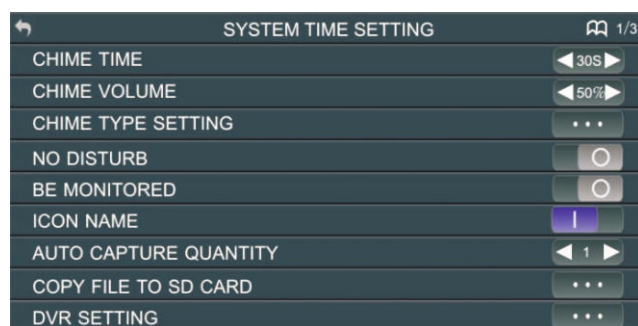 SYSTEM TIME SETTING 1/3
CHIME TIME 30S
CHIME VOLUME 50%
CHIME TYPE SETTING
NO DISTURB
BE MONITORED
ICON NAME
AUTO CAPTURE QUANTITY 1
COPY FILE TO SD CARD
DVR SETTING